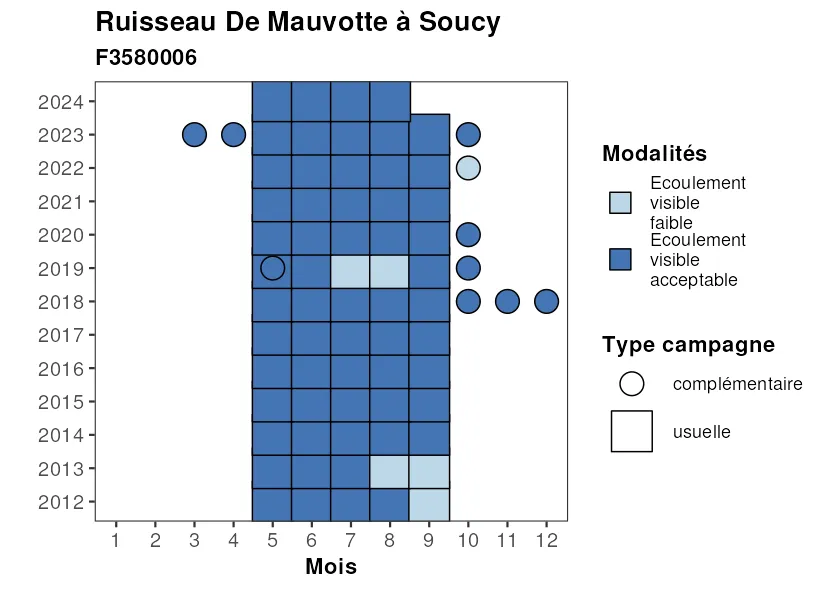 Ruisseau De Mauvotte à Soucy
F3580006
2024
2023
2022
2021
2020
2019
2018
2017
2016
2015
2014
2013
2012
1 2 3 4 5 6 7 8 9 10 11 12
Mois
Modalités
Ecoulement
visible
faible
Ecoulement
visible
acceptable
Type campagne
complémentaire
usuelle